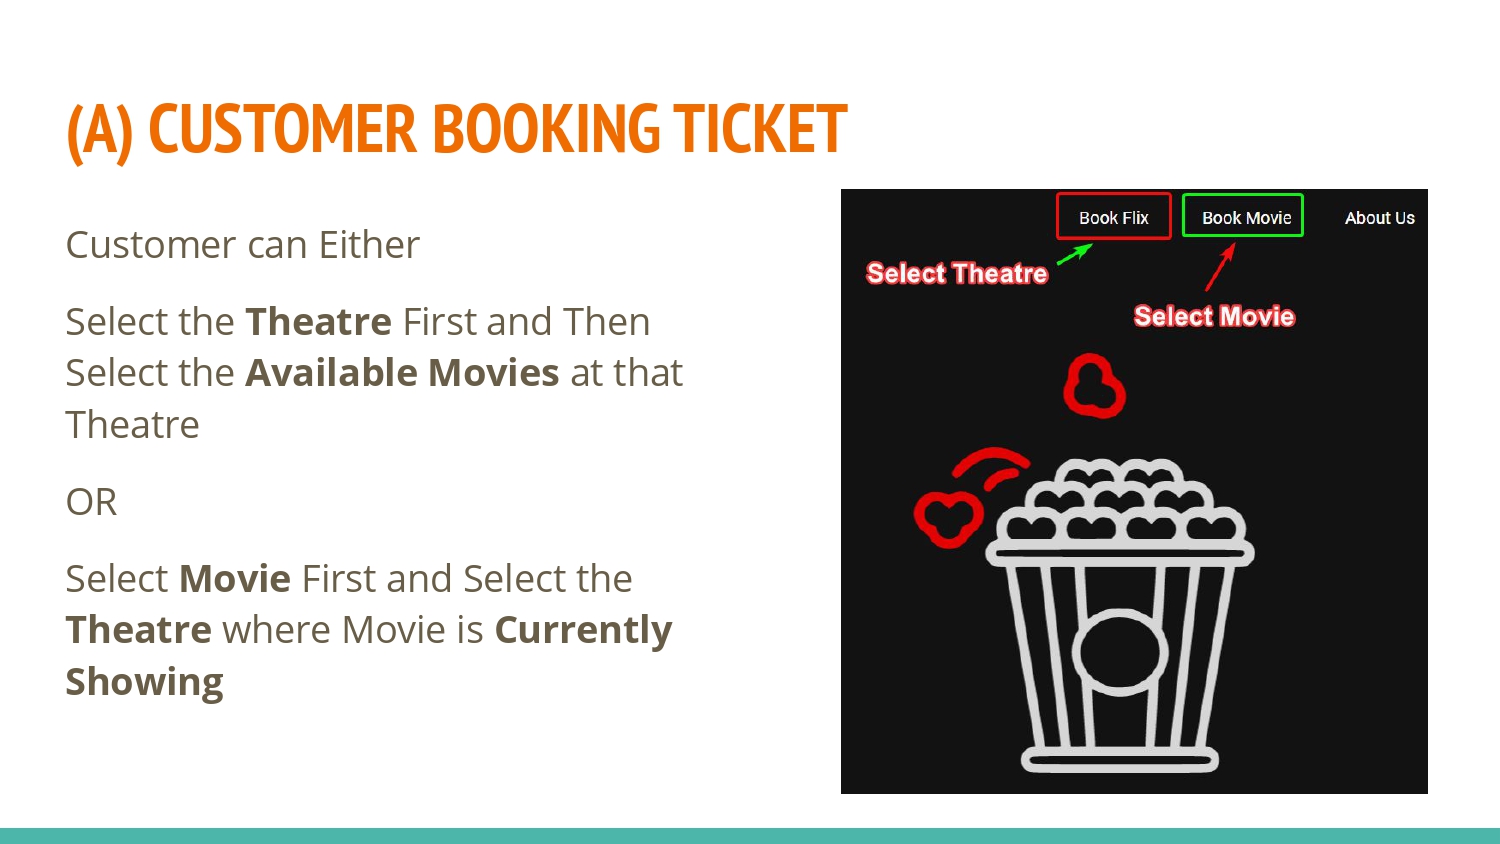 (A) CUSTOMER BOOKING TICKET
Customer can Either
Select the Theatre First and Then
Select the Available Movies at that
Theatre
OR
Select Movie First and Select the
Theatre where Movie is Currently
Showing
Book Flix Book Movie About Us
Select Theatre
Select Movie